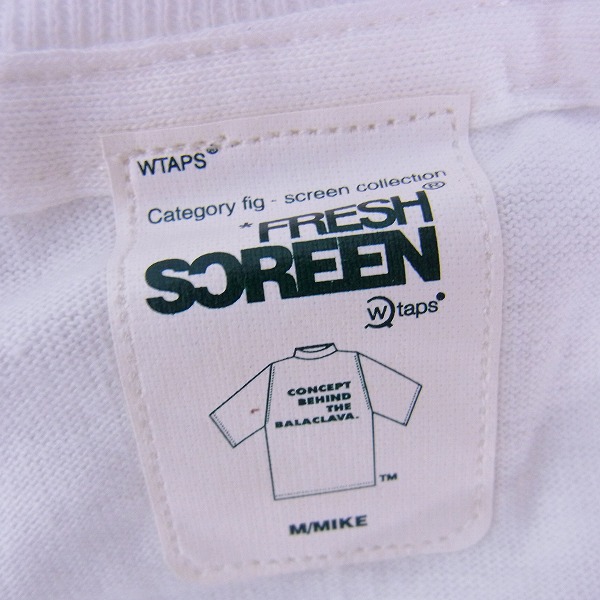 WTAPS®
Category fig - screen collection
*FRESH®
SCREEN
Wtaps
CONCEPT
BEHIND
THE
BALACLAVA.
TM
M/MIKE